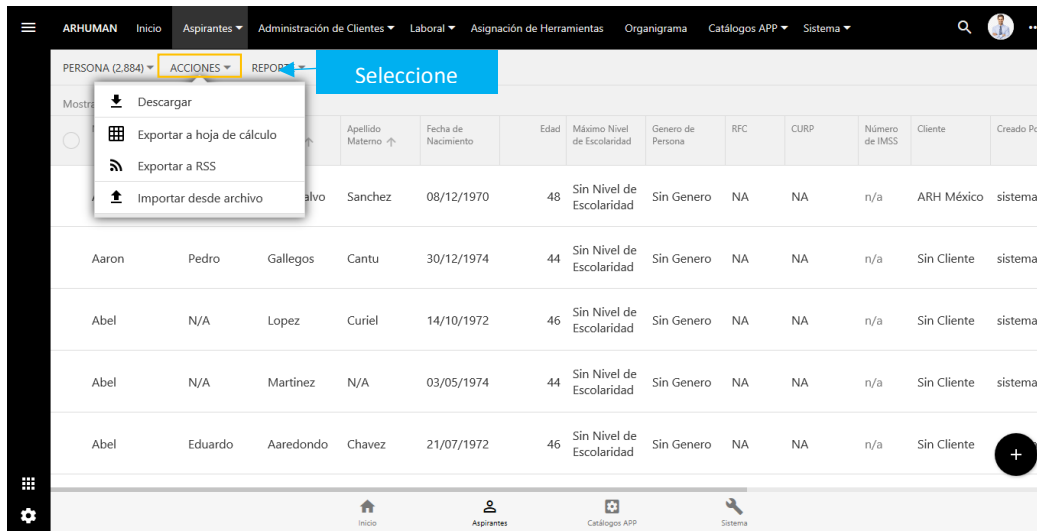 ARHUMAN Inicio Aspirantes Administración de Clientes Laboral Asignación de Herramientas Organigrama Catálogos APP Sistema
PERSONA (2,884) ACCIONES
Seleccione
Descargar
Exportar a hoja de cálculo
Exportar a RSS
Importar desde archivo
Apellido Materno
Fecha de Nacimiento
Edad
Máximo Nivel de Escolaridad
Genero de Persona
RFC
CURP
Número de IMSS
Cliente
Creado Po
Sanchez 08/12/1970 48 Sin Nivel de Escolaridad Sin Genero NA NA n/a ARH México sistema
Aaron Pedro Gallegos Cantu 30/12/1974 44 Sin Nivel de Escolaridad Sin Genero NA NA n/a Sin Cliente sistema
Abel N/A Lopez Curiel 14/10/1972 46 Sin Nivel de Escolaridad Sin Genero NA NA n/a Sin Cliente sistema
Abel N/A Martinez N/A 03/05/1974 44 Sin Nivel de Escolaridad Sin Genero NA NA n/a Sin Cliente sistema
Abel Eduardo Aaredondo Chavez 21/07/1972 46 Sin Nivel de Escolaridad Sin Genero NA NA n/a Sin Cliente sistema
Inicio Aspirantes Catálogos APP Sistema